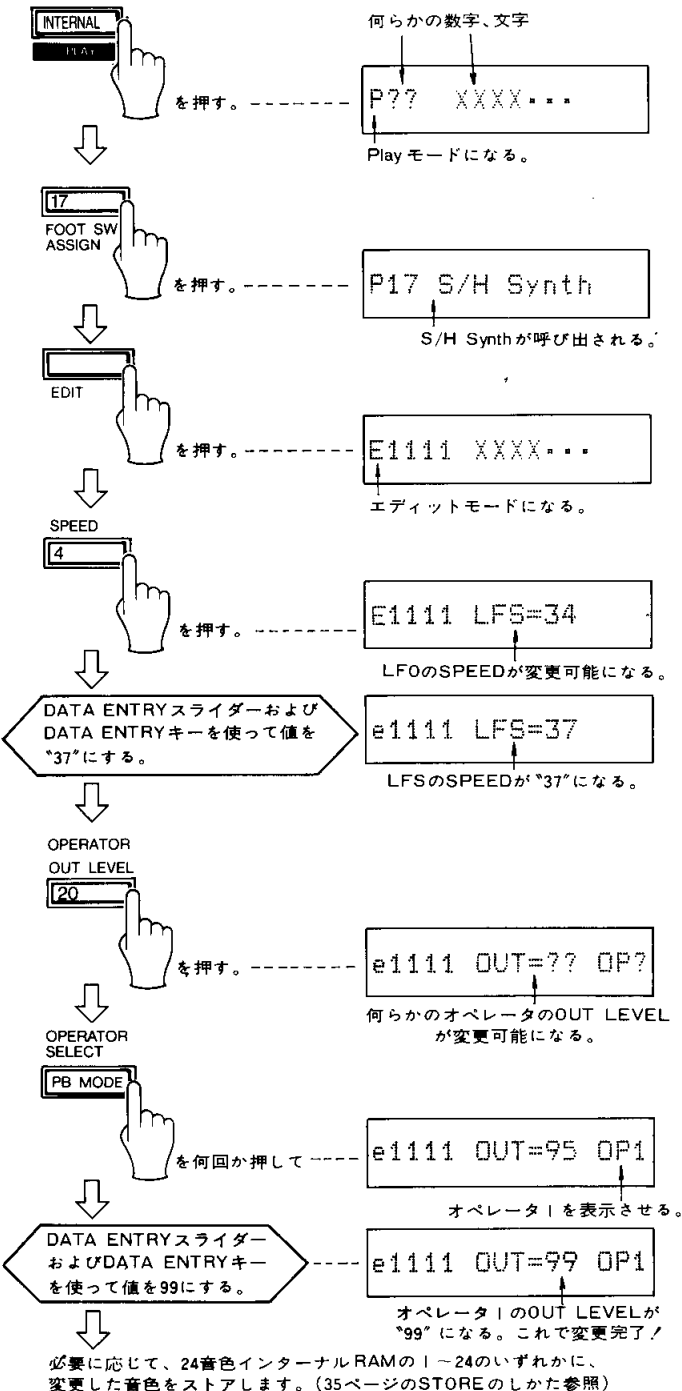 INTERNAL
PLAY
を押す。
何らかの数字、文字
P?? XXXX...
Playモードになる。
17
FOOT SW
ASSIGN
を押す。
P17 S/H Synth
S/H Synthが呼び出される。
EDIT
を押す。
E1111 XXXX...
エディットモードになる。
SPEED
4
を押す。
E1111 LFS=34
LFOのSPEEDが変更可能になる。
DATA ENTRYスライダーおよび
DATA ENTRYキーを使って値を
"37"にする。
e1111 LFS=37
LFSのSPEEDが"37"になる。
OPERATOR
OUT LEVEL
20
を押す。
e1111 OUT=?? OP?
何らかのオペレータのOUT LEVEL
が変更可能になる。
OPERATOR
SELECT
PB MODE
を何回か押して
e1111 OUT=95 OP1
オペレータ1を表示させる。
DATA ENTRYスライダー
およびDATA ENTRYキー
を使って値を99にする。
e1111 OUT=99 OP1
オペレータ1のOUT LEVELが
"99"になる。これで変更完了!
必要に応じて、24音色インターナルRAMの1~24のいずれかに、
変更した音色をストアします。(35ページのSTOREのしかた参照)